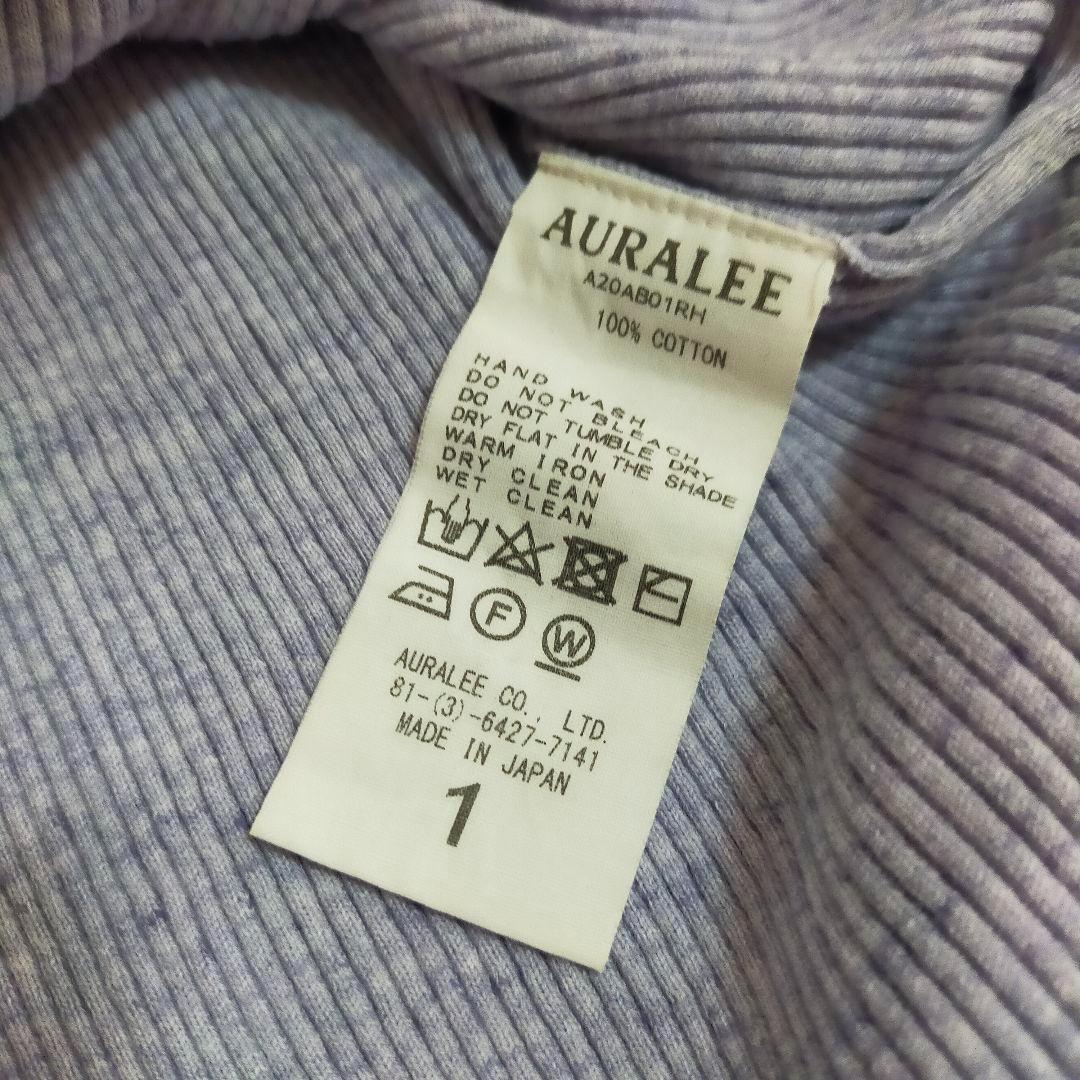 AURALEE
A20AB01RH
100% COTTON
HAND WASH
DO NOT BLEACH
DO NOT TUMBLE DRY
DRY FLAT IN THE SHADE
WARM IRON
DRY CLEAN
WET CLEAN
F
W
AURALEE CO., LTD.
81-(3)-6427-7141
MADE IN JAPAN
1